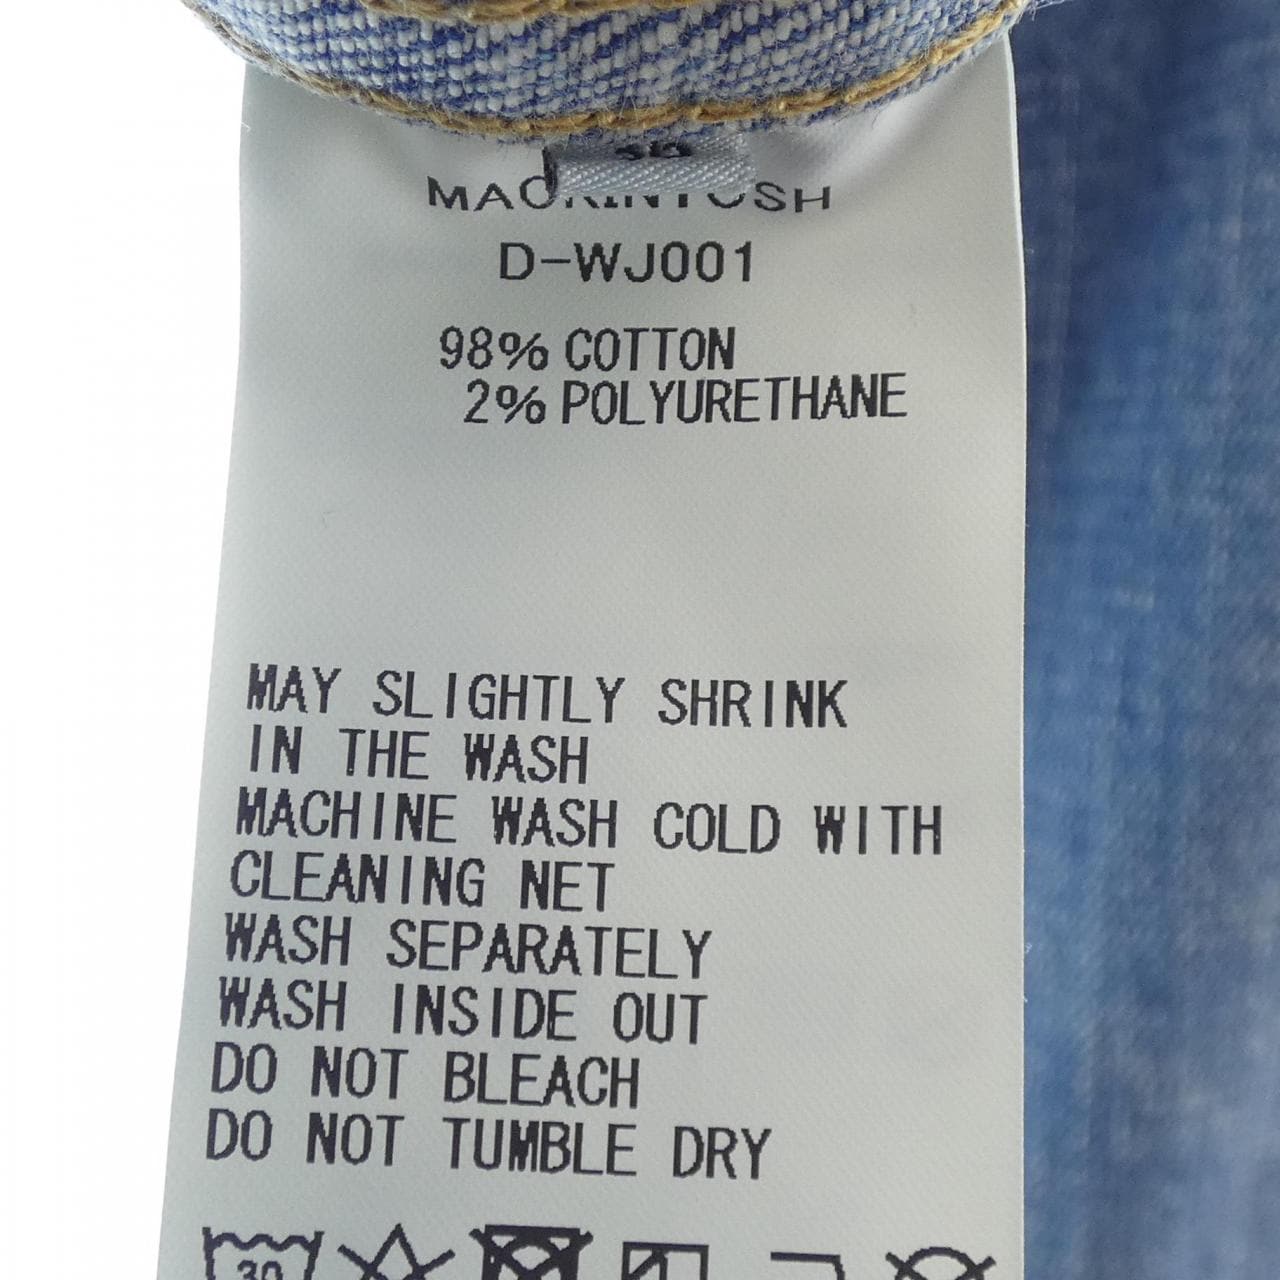 MACKINTOSH
D-WJ001
98% COTTON
2% POLYURETHANE
MAY SLIGHTLY SHRINK
IN THE WASH
MACHINE WASH COLD WITH
CLEANING NET
WASH SEPARATELY
WASH INSIDE OUT
DO NOT BLEACH
DO NOT TUMBLE DRY
30